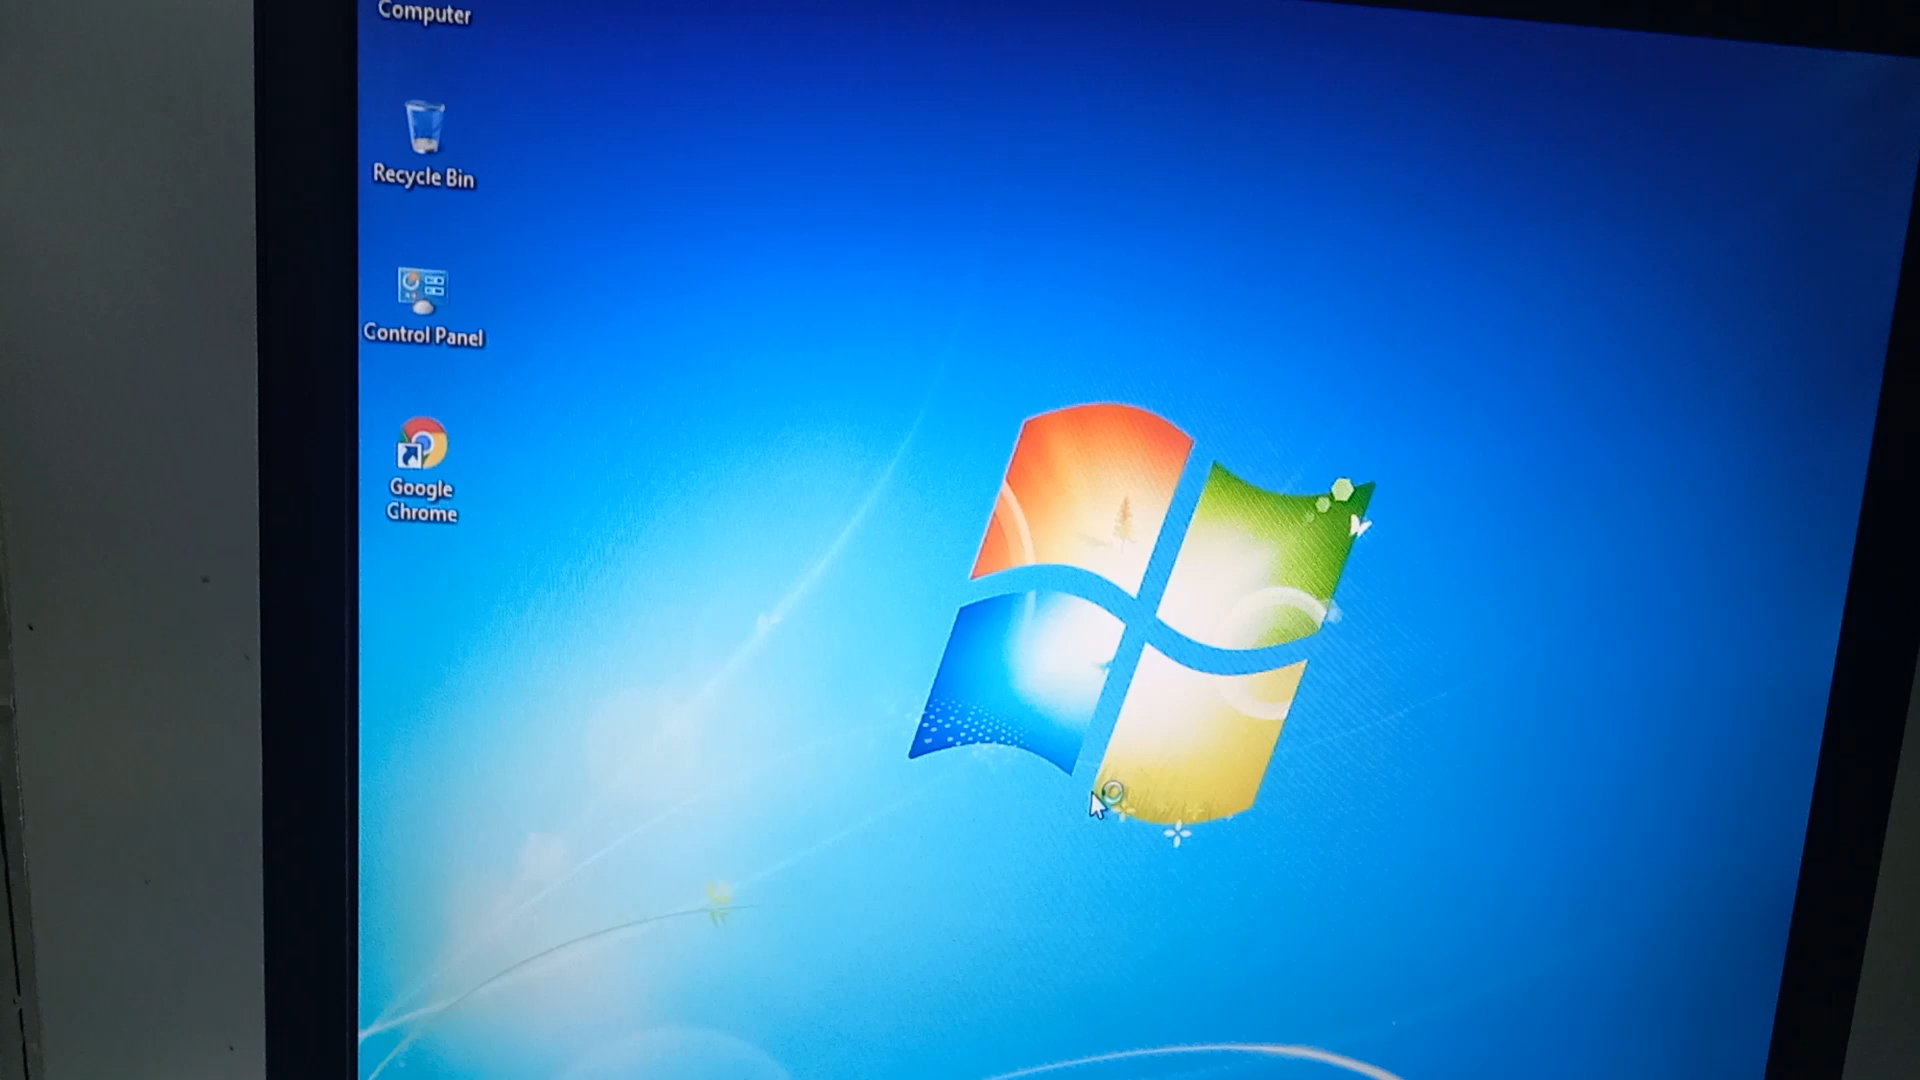 Computer
Recycle Bin
Control Panel
Google
Chrome